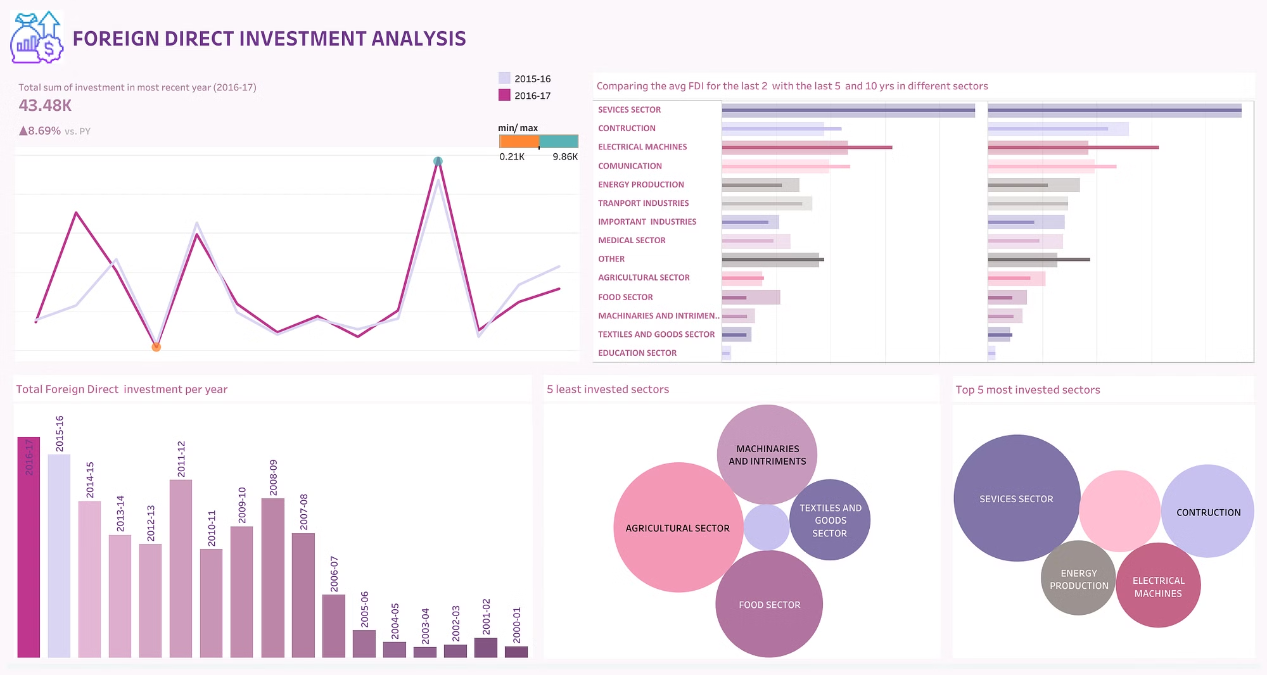 FOREIGN DIRECT INVESTMENT ANALYSIS
Total sum of investment in most recent year (2016-17)
43.48K
▲8.69% vs. PY
2015-16
2016-17
min/ max
0.21K 9.86K
Comparing the avg FDI for the last 2 with the last 5 and 10 yrs in different sectors
SEVICES SECTOR
CONTRUCTION
ELECTRICAL MACHINES
COMUNICATION
ENERGY PRODUCTION
TRANPORT INDUSTRIES
IMPORTANT INDUSTRIES
MEDICAL SECTOR
OTHER
AGRICULTURAL SECTOR
FOOD SECTOR
MACHINARIES AND INTRIMEN..
TEXTILES AND GOODS SECTOR
EDUCATION SECTOR
Total Foreign Direct investment per year
2016-17
2015-16
2014-15
2013-14
2012-13
2011-12
2010-11
2009-10
2008-09
2007-08
2006-07
2005-06
2004-05
2003-04
2002-03
2001-02
2000-01
5 least invested sectors
MACHINARIES
AND INTRIMENTS
AGRICULTURAL SECTOR
TEXTILES AND
GOODS
SECTOR
FOOD SECTOR
Top 5 most invested sectors
SEVICES SECTOR
CONTRUCTION
ENERGY
PRODUCTION
ELECTRICAL
MACHINES